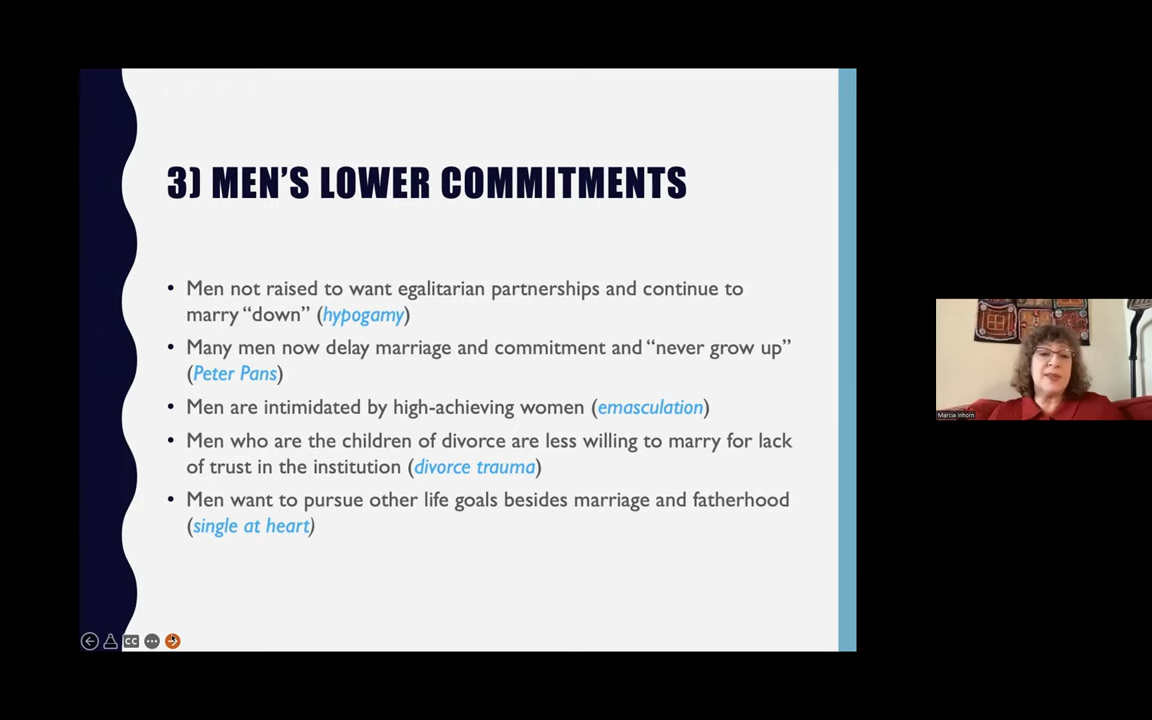 3) MEN'S LOWER COMMITMENTS
• Men not raised to want egalitarian partnerships and continue to
marry “down” (hypogamy)
• Many men now delay marriage and commitment and “never grow up”
(Peter Pans)
• Men are intimidated by high-achieving women (emasculation)
• Men who are the children of divorce are less willing to marry for lack
of trust in the institution (divorce trauma)
• Men want to pursue other life goals besides marriage and fatherhood
(single at heart)
CC
Marcia Inhorn